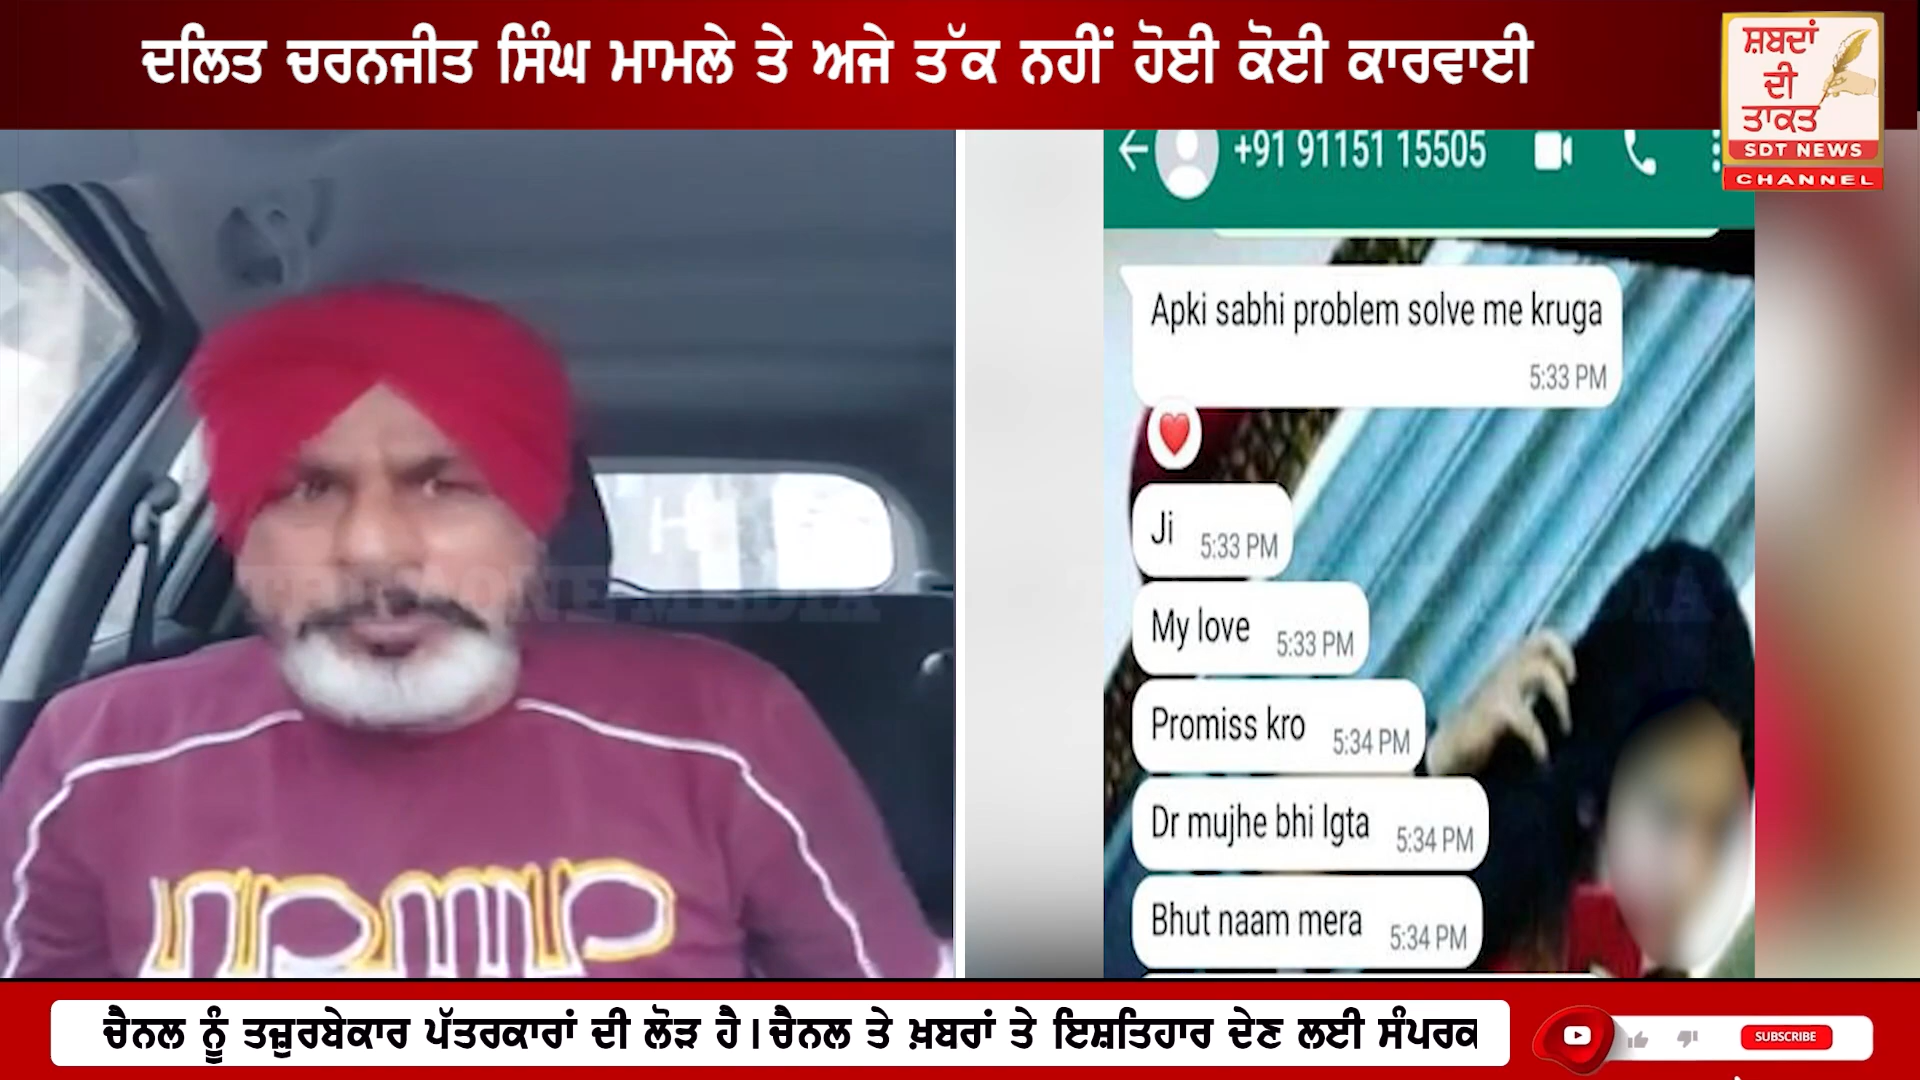 ਦਲਿਤ ਚਰਨਜੀਤ ਸਿੰਘ ਮਾਮਲੇ ਤੇ ਅਜੇ ਤੱਕ ਨਹੀਂ ਹੋਈ ਕੋਈ ਕਾਰਵਾਈ
ਸ਼ਬਦਾਂ
ਦੀ
ਤਾਕਤ
SDT NEWS
CHANNEL
+91 91151 15505
Apki sabhi problem solve me kruga
5:33 PM
Ji 5:33 PM
My love 5:33 PM
Promiss kro 5:34 PM
Dr mujhe bhi lgta 5:34 PM
Bhut naam mera 5:34 PM
ਚੈਨਲ ਨੂੰ ਤਜ਼ੁਰਬੇਕਾਰ ਪੱਤਰਕਾਰਾਂ ਦੀ ਲੋੜ ਹੈ।ਚੈਨਲ ਤੇ ਖ਼ਬਰਾਂ ਤੇ ਇਸ਼ਤਿਹਾਰ ਦੇਣ ਲਈ ਸੰਪਰਕ
SUBSCRIBE